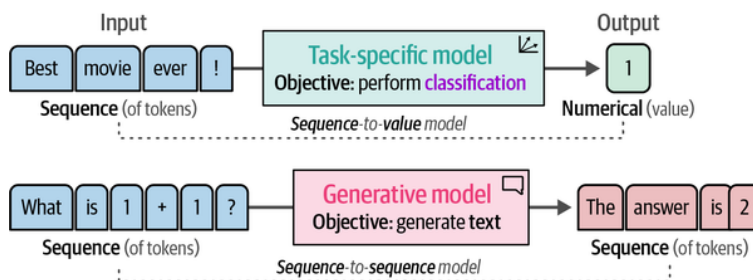 Input
Output
Best movie ever !
Task-specific model
Objective: perform classification
1
Sequence (of tokens)
Numerical (value)
Sequence-to-value model
What is 1 + 1 ?
Generative model
Objective: generate text
The answer is 2
Sequence (of tokens)
Sequence (of tokens)
Sequence-to-sequence model